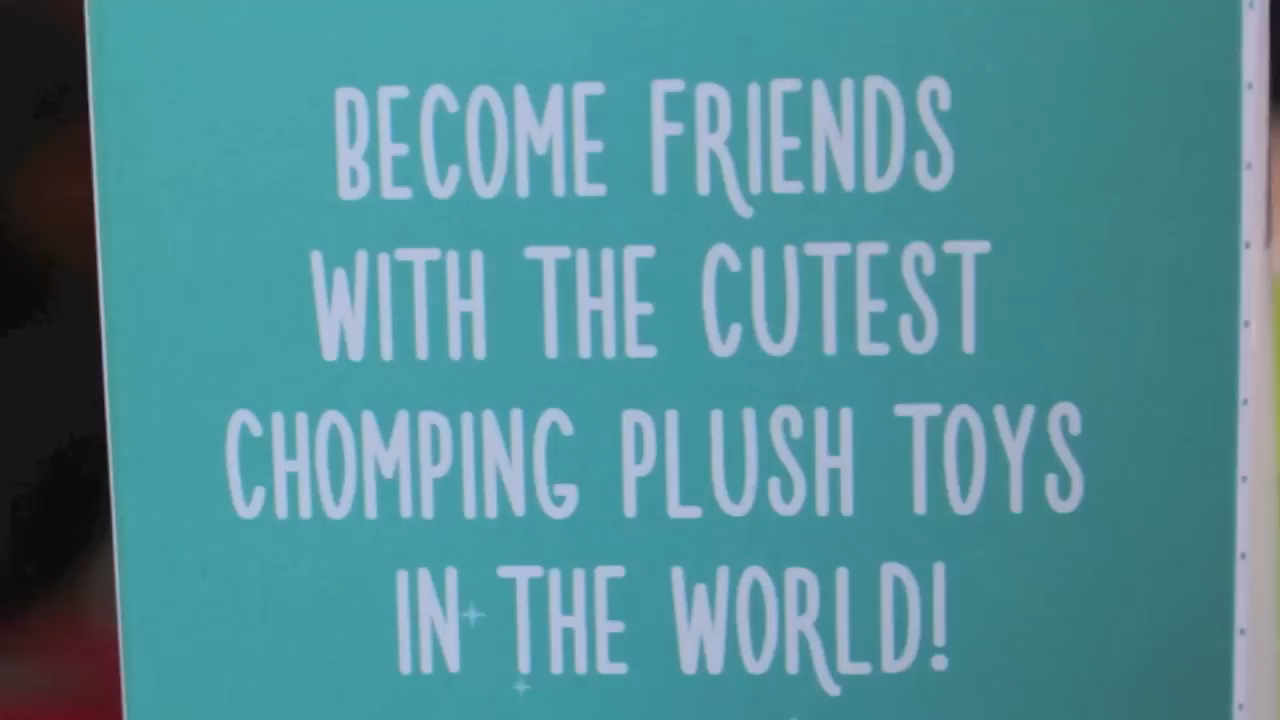 BECOME FRIENDS
WITH THE CUTEST
CHOMPING PLUSH TOYS
IN THE WORLD!